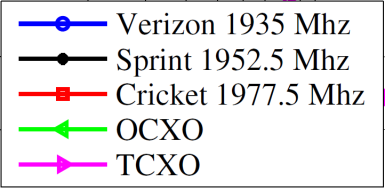 Verizon 1935 Mhz
Sprint 1952.5 Mhz
Cricket 1977.5 Mhz
OCXO
TCXO